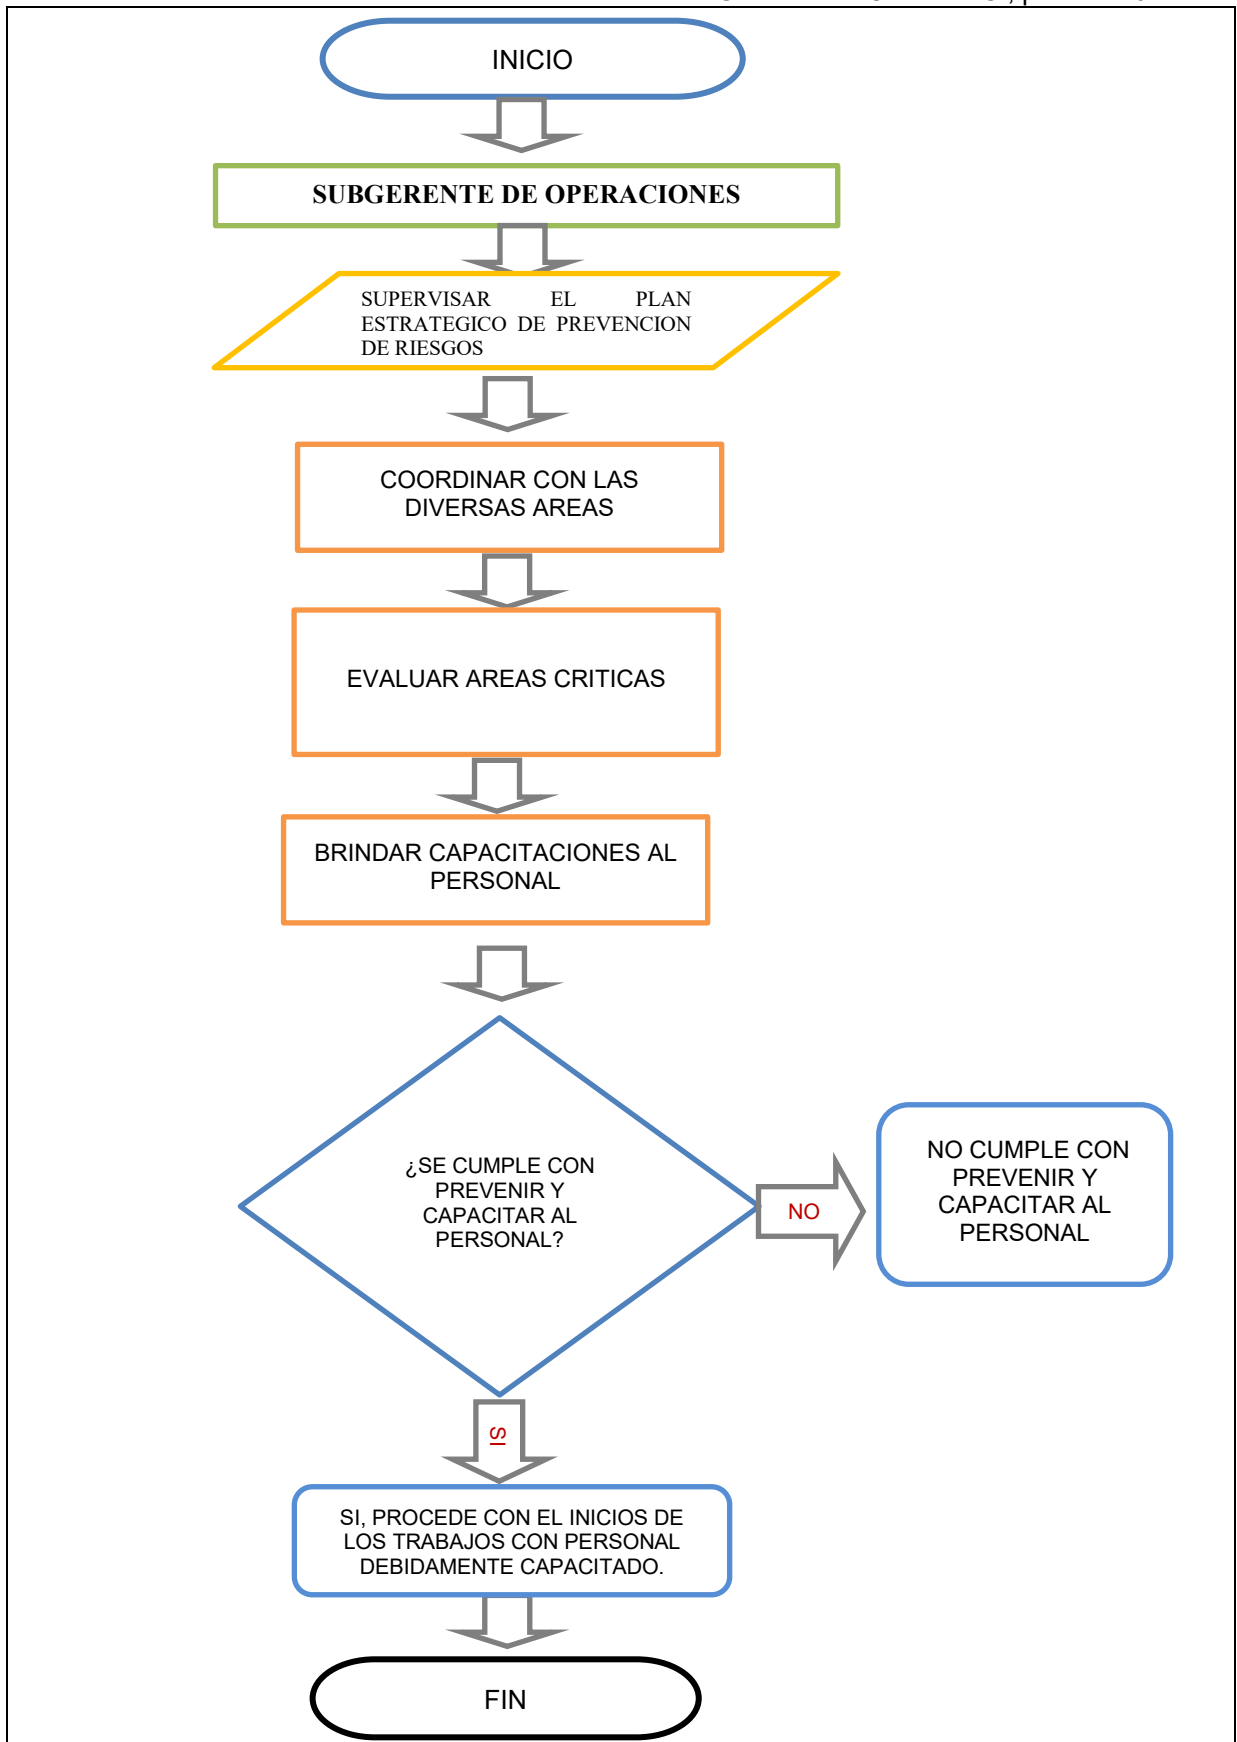 INICIO
SUBGERENTE DE OPERACIONES
SUPERVISAR EL PLAN
ESTRATEGICO DE PREVENCION
DE RIESGOS
COORDINAR CON LAS
DIVERSAS AREAS
EVALUAR AREAS CRITICAS
BRINDAR CAPACITACIONES AL
PERSONAL
¿SE CUMPLE CON
PREVENIR Y
CAPACITAR AL
PERSONAL?
NO
NO CUMPLE CON
PREVENIR Y
CAPACITAR AL
PERSONAL
SI
SI, PROCEDE CON EL INICIOS DE
LOS TRABAJOS CON PERSONAL
DEBIDAMENTE CAPACITADO.
FIN